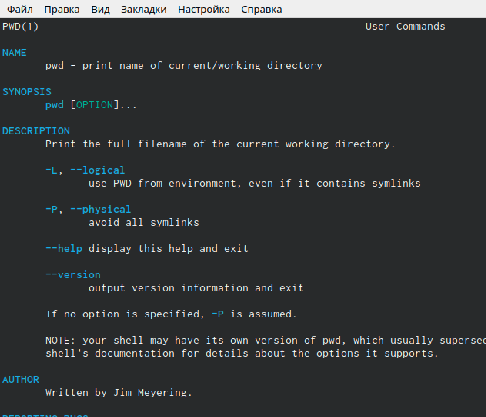 Файл Правка Вид Закладки Настройка Справка
PWD(1) User Commands
NAME
pwd - print name of current/working directory
SYNOPSIS
pwd [OPTION]...
DESCRIPTION
Print the full filename of the current working directory.
-L, --logical
use PWD from environment, even if it contains symlinks
-P, --physical
avoid all symlinks
--help display this help and exit
--version
output version information and exit
If no option is specified, -P is assumed.
NOTE: your shell may have its own version of pwd, which usually supersed
shell's documentation for details about the options it supports.
AUTHOR
Written by Jim Meyering.